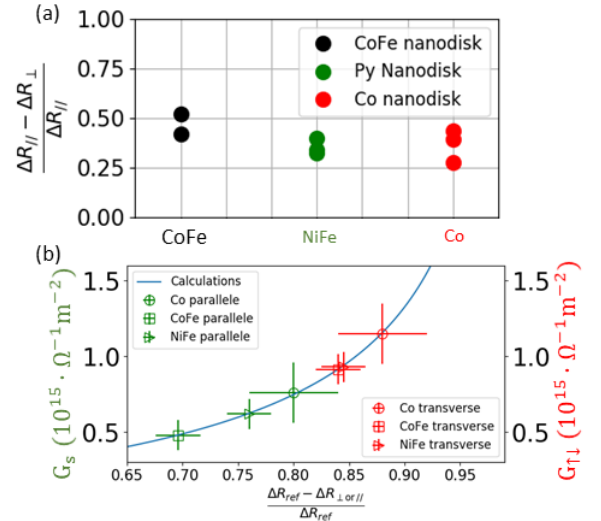 (a)
1.00
0.75
0.50
0.25
0.00
ΔR// − ΔR⊥
ΔR//
CoFe nanodisk
Py Nanodisk
Co nanodisk
CoFe
NiFe
Co
(b)
Gs (10¹⁵ · Ω⁻¹m⁻²)
1.5
1.0
0.5
Calculations
Co parallele
CoFe parallele
NiFe parallele
Co transverse
CoFe transverse
NiFe transverse
1.5
1.0
0.5
G↑↓ (10¹⁵ · Ω⁻¹m⁻²)
0.65 0.70 0.75 0.80 0.85 0.90 0.95
ΔRref − ΔR⊥ or //
ΔRref